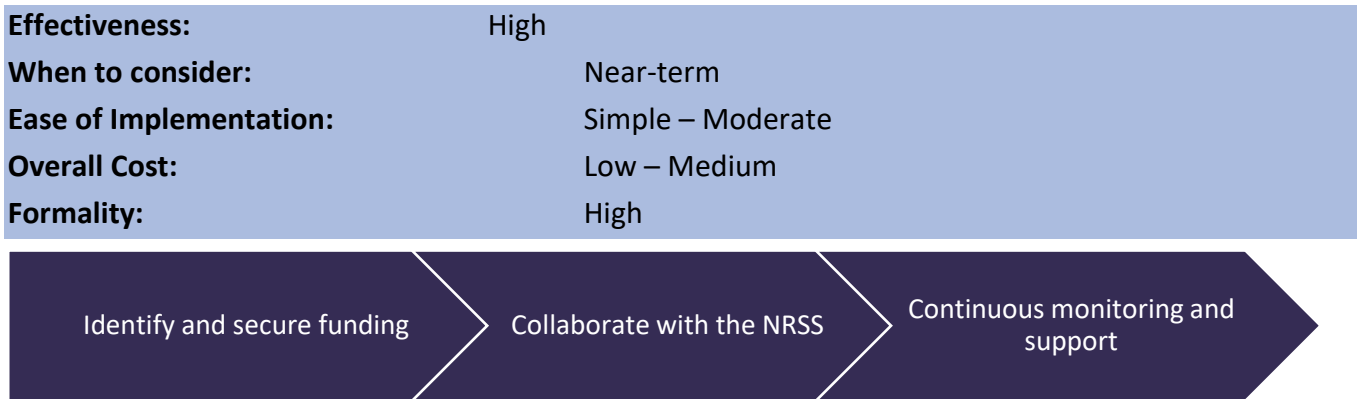 Effectiveness: High
When to consider: Near-term
Ease of Implementation: Simple – Moderate
Overall Cost: Low – Medium
Formality: High
Identify and secure funding
Collaborate with the NRSS
Continuous monitoring and
support